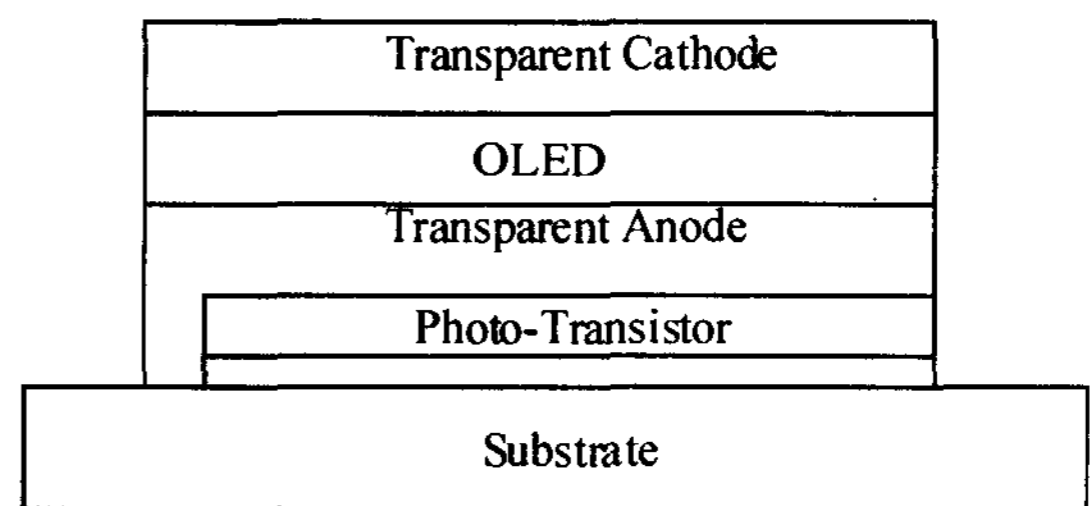 Transparent Cathode
OLED
Transparent Anode
Photo-Transistor
Substrate